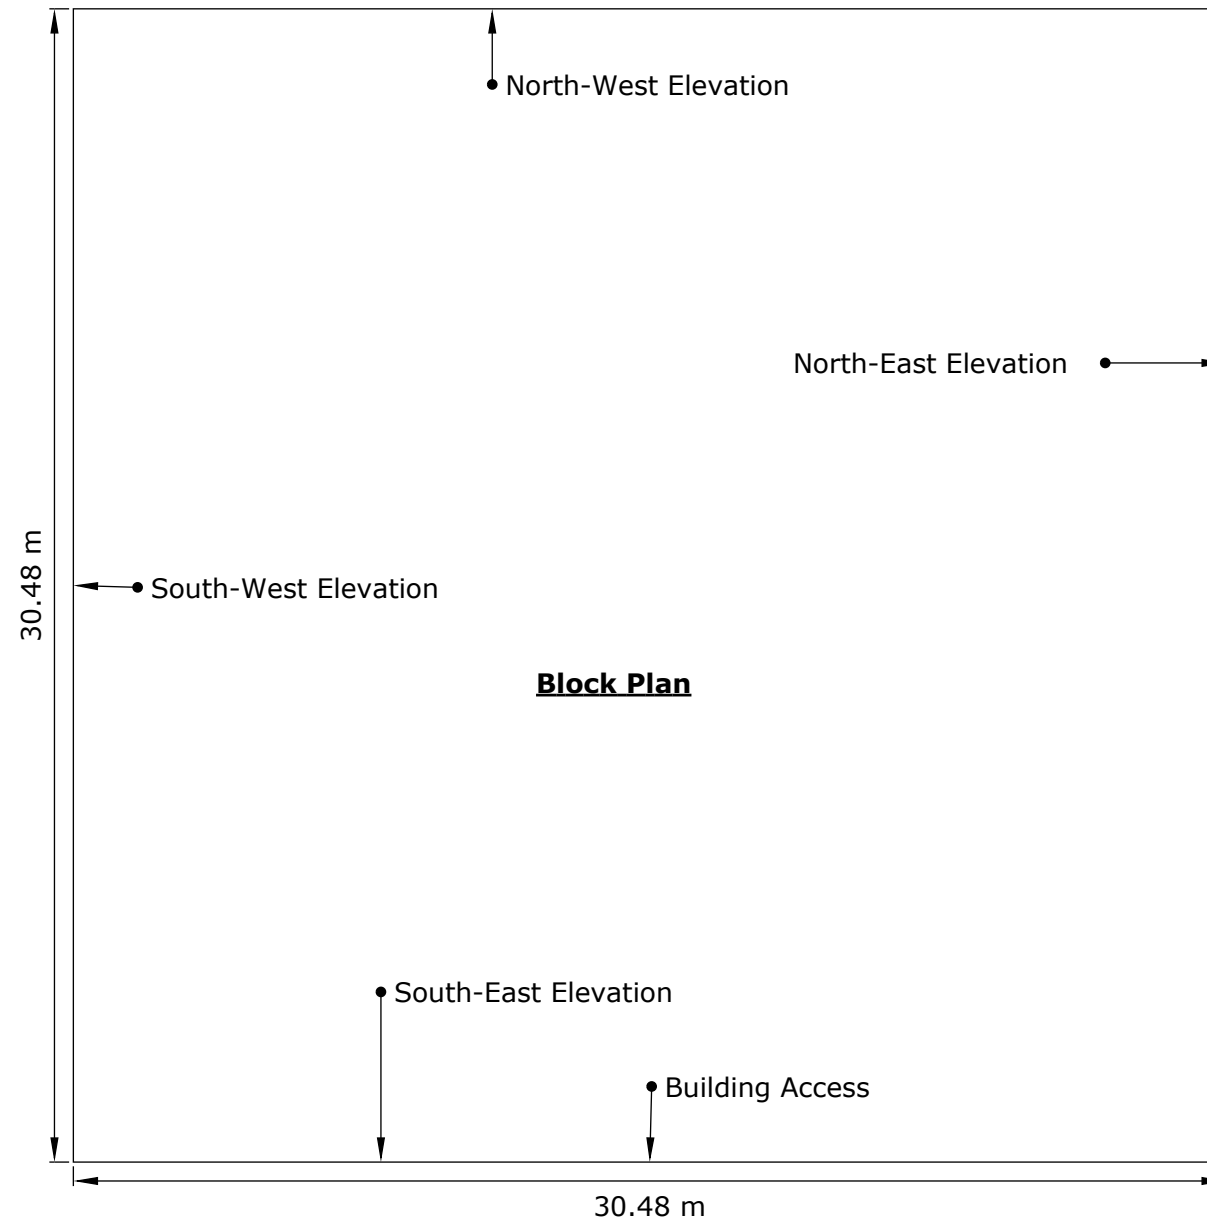 North-West Elevation
North-East Elevation
30.48 m
South-West Elevation
Block Plan
South-East Elevation
Building Access
30.48 m